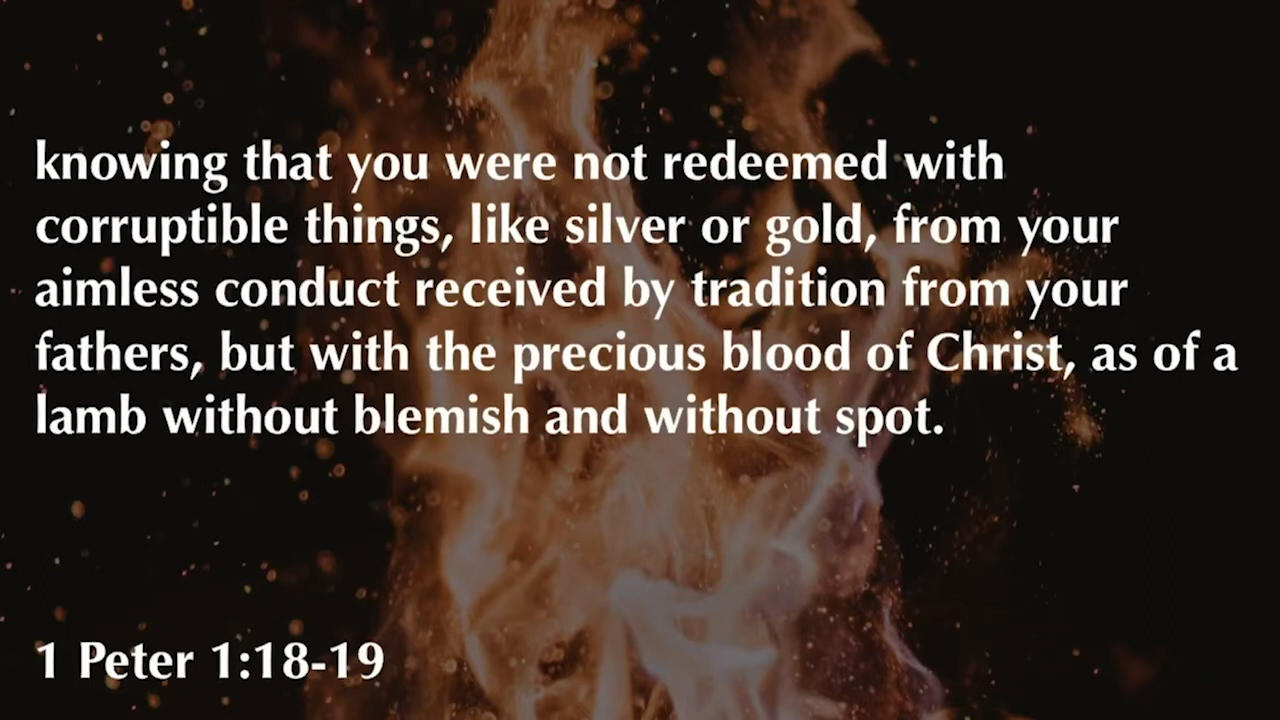 knowing that you were not redeemed with
corruptible things, like silver or gold, from your
aimless conduct received by tradition from your
fathers, but with the precious blood of Christ, as of a
lamb without blemish and without spot.
1 Peter 1:18-19